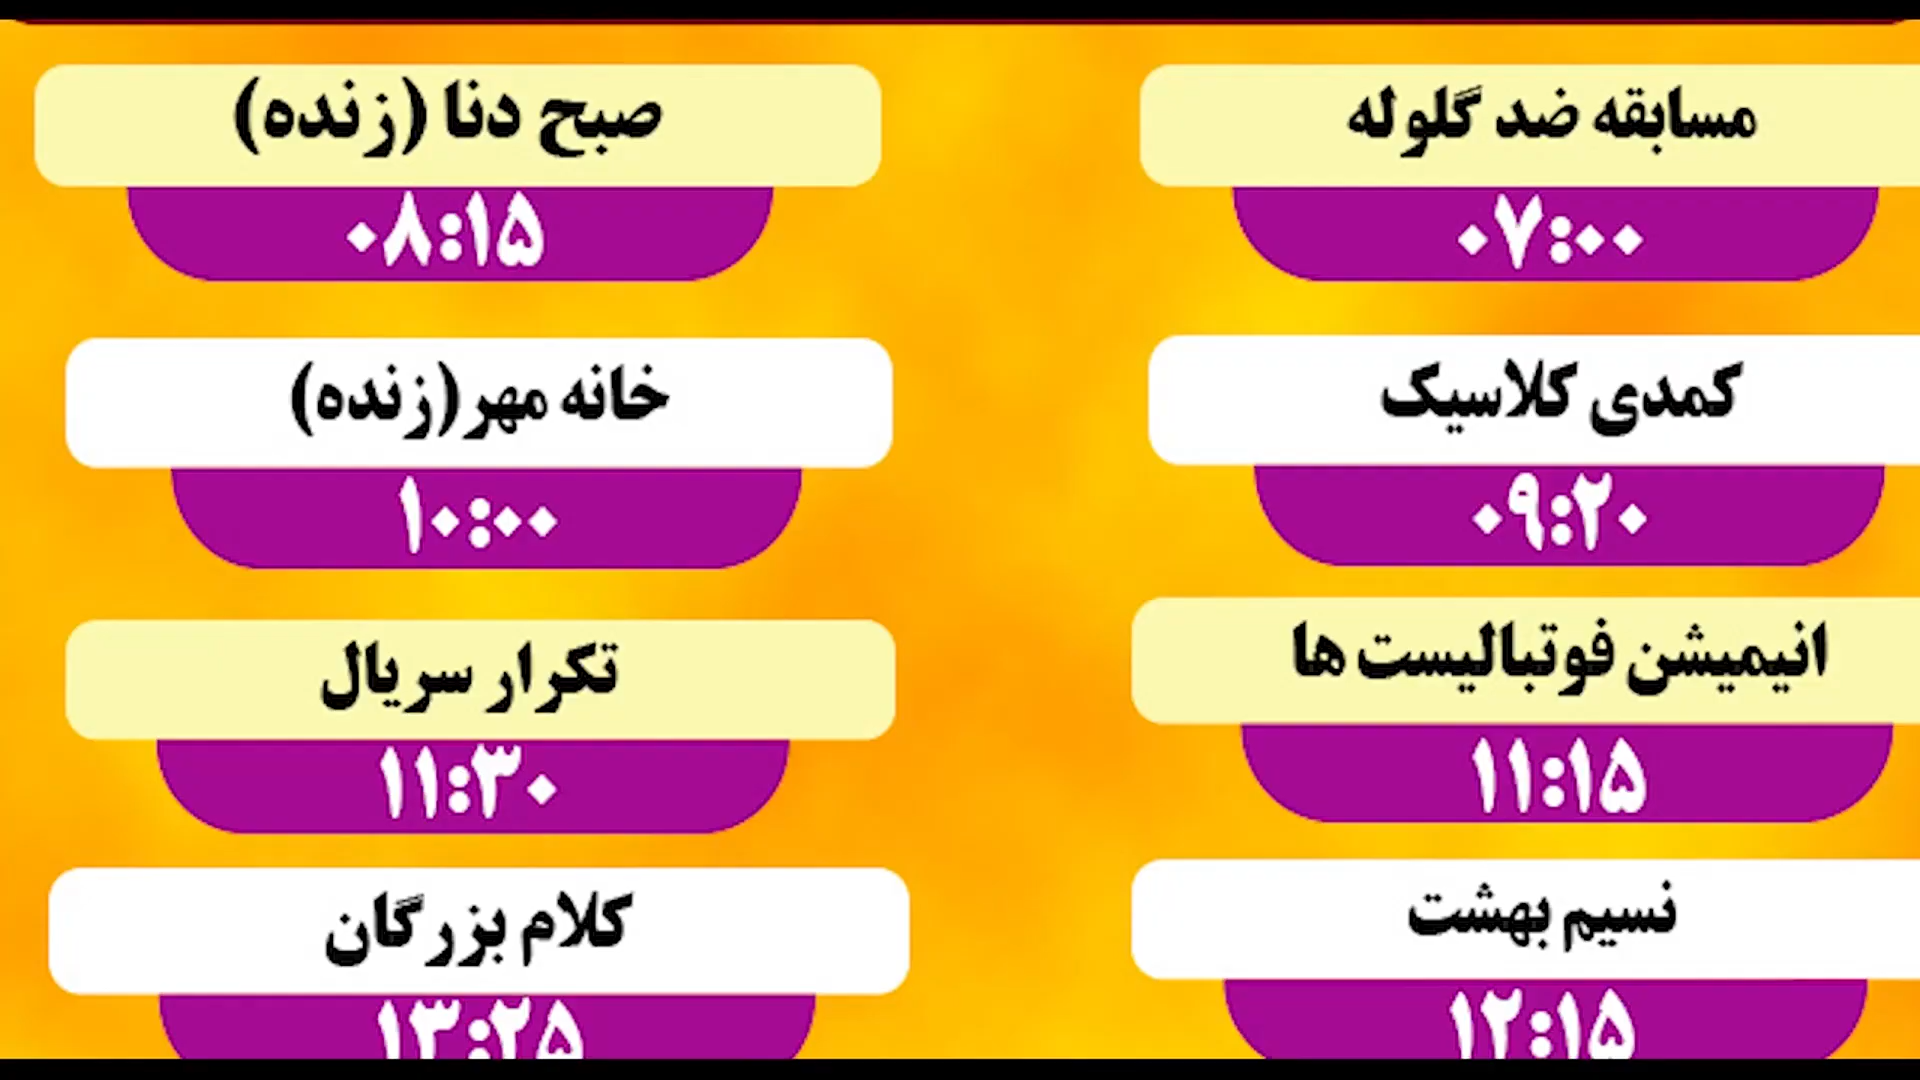 مسابقه ضد گلوله
۰۷:۰۰
صبح دنا (زنده)
۰۸:۱۵
کمدی کلاسیک
۰۹:۲۰
خانه مهر(زنده)
۱۰:۰۰
انیمیشن فوتبالیست ها
۱۱:۱۵
تکرار سریال
۱۱:۳۰
نسیم بهشت
۱۲:۱۵
کلام بزرگان
۱۳:۲۵